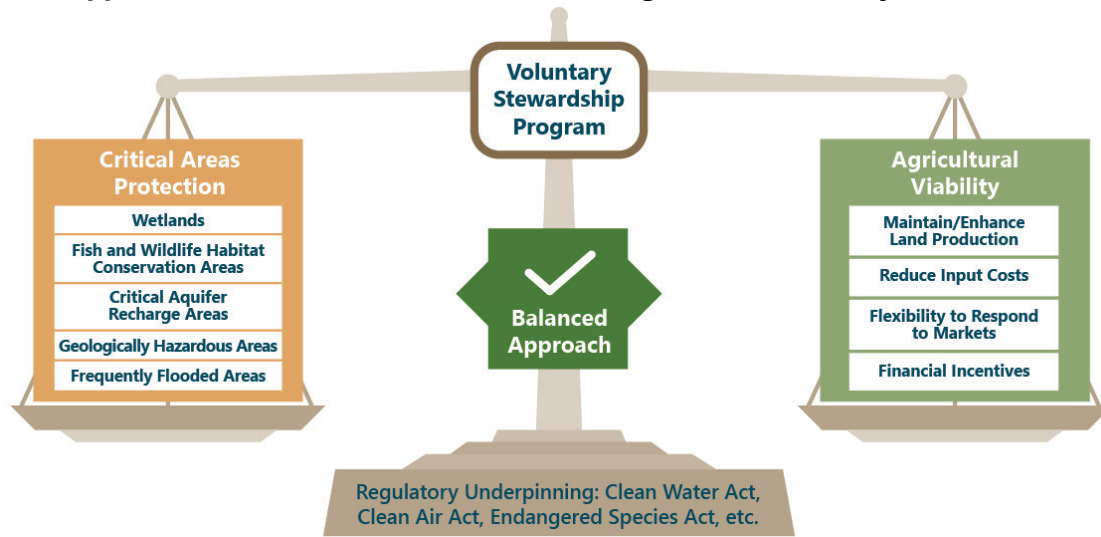 Voluntary
Stewardship
Program
Critical Areas
Protection
Wetlands
Fish and Wildlife Habitat
Conservation Areas
Critical Aquifer
Recharge Areas
Geologically Hazardous Areas
Frequently Flooded Areas
Balanced
Approach
Agricultural
Viability
Maintain/Enhance
Land Production
Reduce Input Costs
Flexibility to Respond
to Markets
Financial Incentives
Regulatory Underpinning: Clean Water Act,
Clean Air Act, Endangered Species Act, etc.